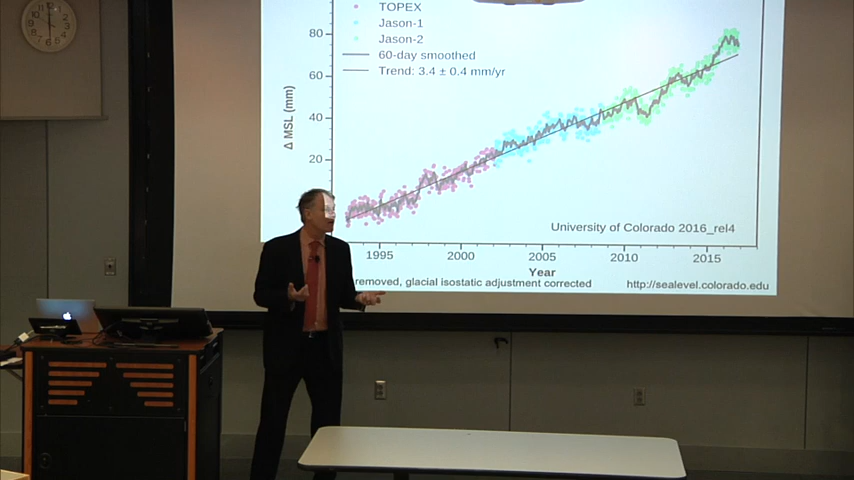 TOPEX
Jason-1
Jason-2
60-day smoothed
Trend: 3.4 ± 0.4 mm/yr
Δ MSL (mm)
80
60
40
20
University of Colorado 2016_rel4
1995
2000
2005
2010
2015
Year
removed, glacial isostatic adjustment corrected
http://sealevel.colorado.edu